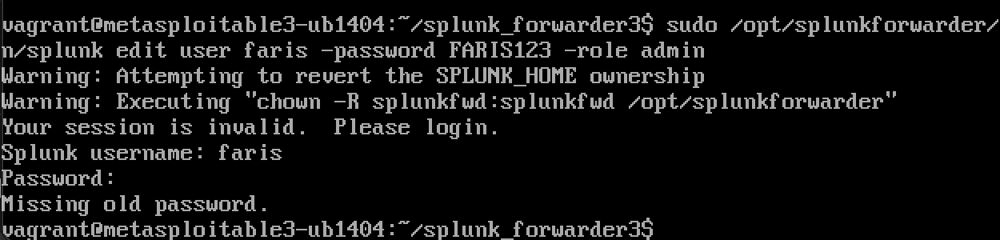 vagrant@metasploitable3-ub1404:~/splunk_forwarder3$ sudo /opt/splunkforwarder/
n/splunk edit user faris -password FARIS123 -role admin
Warning: Attempting to revert the SPLUNK_HOME ownership
Warning: Executing "chown -R splunkfwd:splunkfwd /opt/splunkforwarder"
Your session is invalid.  Please login.
Splunk username: faris
Password:
Missing old password.
vagrant@metasploitable3-ub1404:~/splunk_forwarder3$